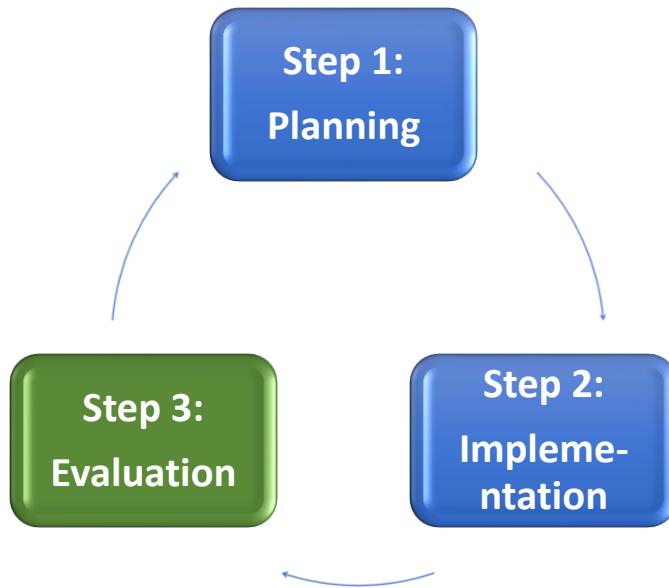 Step 1:
Planning
Step 2:
Impleme-
ntation
Step 3:
Evaluation